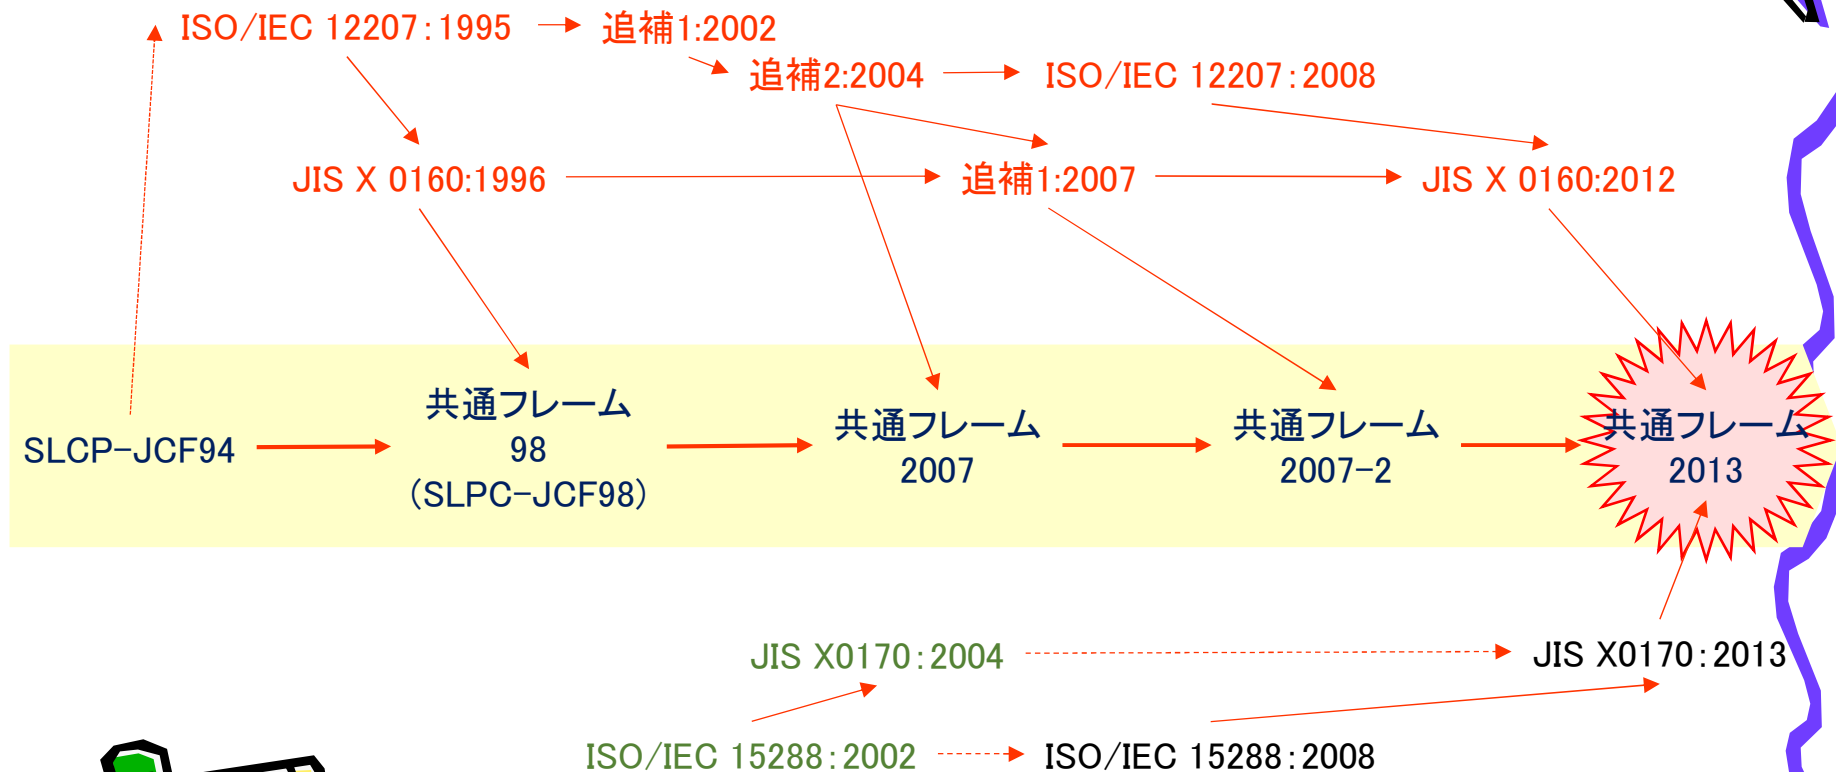 ISO/IEC 12207：1995
追補1:2002
追補2:2004
ISO/IEC 12207：2008
JIS X 0160:1996
追補1:2007
JIS X 0160:2012
SLCP−JCF94
共通フレーム
98
（SLPC−JCF98）
共通フレーム
2007
共通フレーム
2007−2
共通フレーム
2013
JIS X0170：2004
JIS X0170：2013
ISO/IEC 15288：2002
ISO/IEC 15288：2008